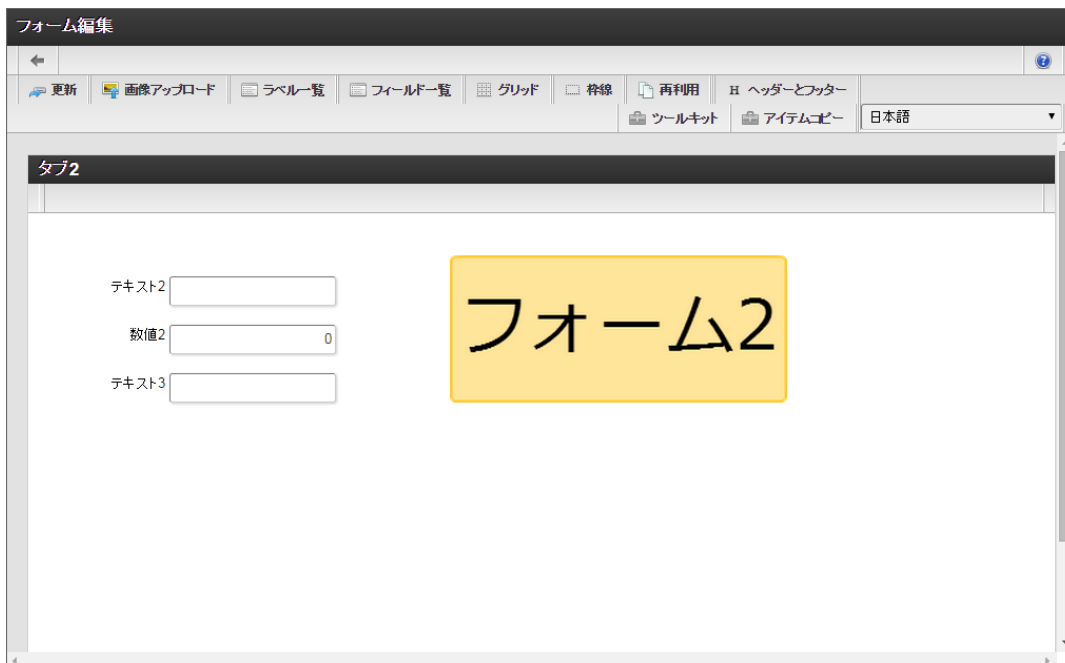 フォーム編集
更新 画像アップロード ラベル一覧 フィールド一覧 グリッド 枠線 再利用 H ヘッダーとフッター
ツールキット アイテムコピー 日本語
タブ2
テキスト2
数値2 0
テキスト3
フォーム2